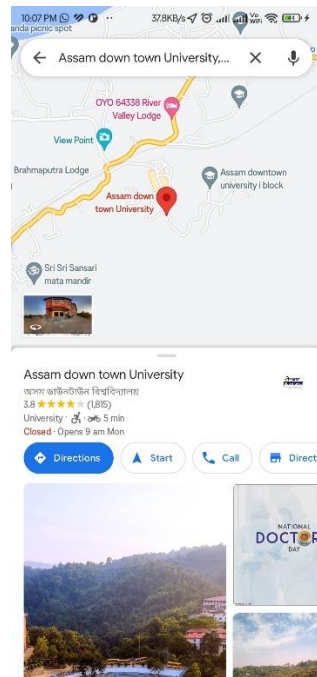 10:07 PM
37.8KB/s
anda picnic spot
Assam down town University,...
OYO 64338 River
Valley Lodge
View Point
Brahmaputra Lodge
Assam downtown
university i block
Assam down
town University
Sri Sri Sansari
mata mandir
Assam down town University
অসম ডাউনটাউন বিশ্ববিদ্যালয়
3.8 ★★★★★ (1,815)
University · 5 min
Closed · Opens 9 am Mon
Directions
Start
Call
Direct
NATIONAL
DOCTOR
DAY